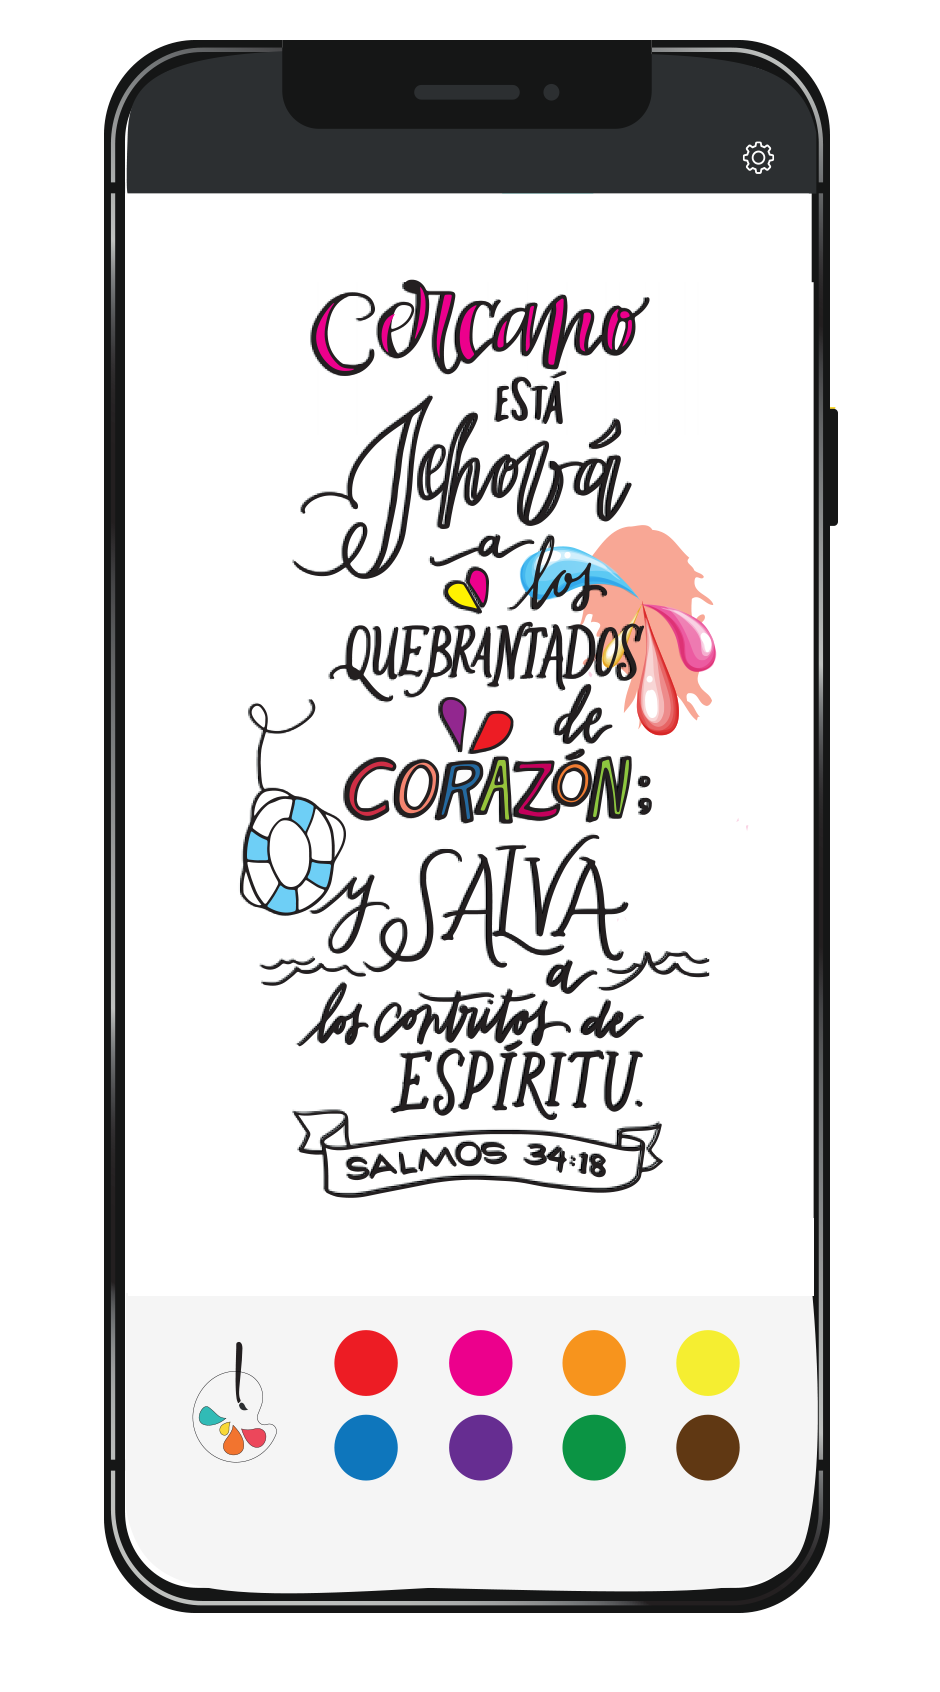 Cercano
ESTÁ
Jehová
a los
QUEBRANTADOS
de
CORAZÓN;
y SALVA
a
los contritos de
ESPÍRITU.
SALMOS 34:18